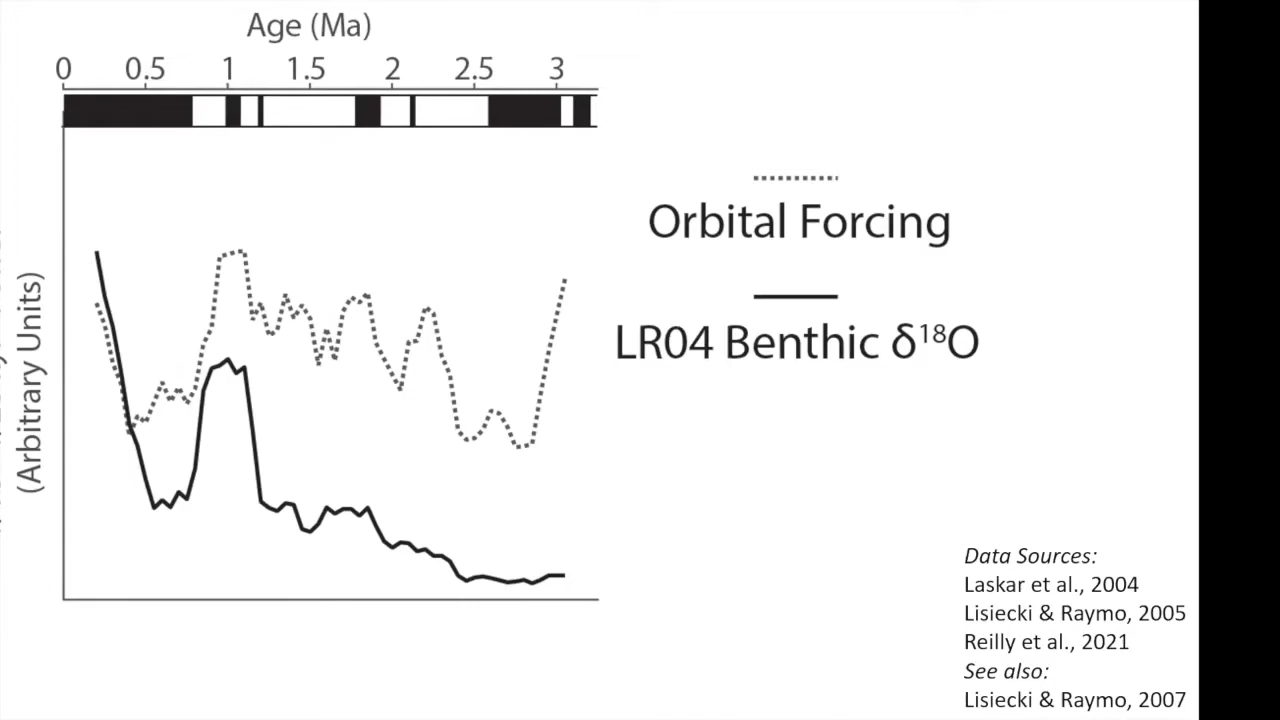 Age (Ma)
0 0.5 1 1.5 2 2.5 3
(Arbitrary Units)
Orbital Forcing
LR04 Benthic δ¹⁸O
Data Sources:
Laskar et al., 2004
Lisiecki & Raymo, 2005
Reilly et al., 2021
See also:
Lisiecki & Raymo, 2007